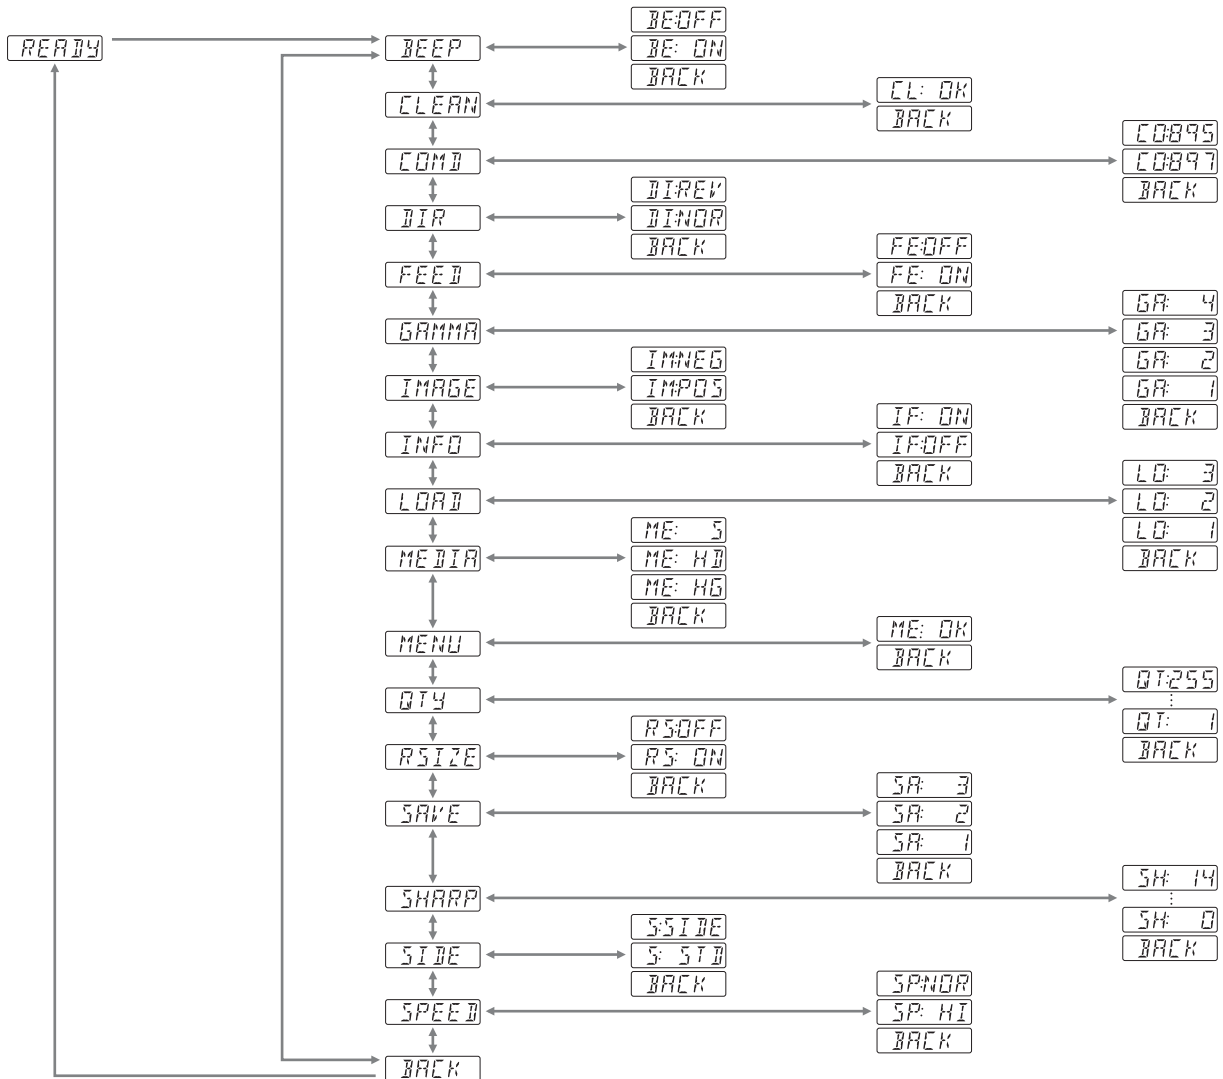 READY
BEEP
BE:OFF
BE: ON
BACK
CLEAN
CL: OK
BACK
COMD
CO:895
CO:897
BACK
DIR
DI:REV
DI:NOR
BACK
FEED
FE:OFF
FE: ON
BACK
GAMMA
GA: 4
GA: 3
GA: 2
GA: 1
BACK
IMAGE
IM:NEG
IM:POS
BACK
INFO
IF: ON
IF:OFF
BACK
LOAD
LO: 3
LO: 2
LO: 1
BACK
MEDIA
ME: S
ME: HD
ME: HG
BACK
MENU
ME; OK
BACK
QTY
QT:255
QT: 1
BACK
RSIZE
RS:OFF
RS: ON
BACK
SAVE
SA: 3
SA: 2
SA: 1
BACK
SHARP
SH: 14
SH: 0
BACK
SIDE
S:SIDE
S: STD
BACK
SPEED
SP:NOR
SP: HI
BACK
BACK